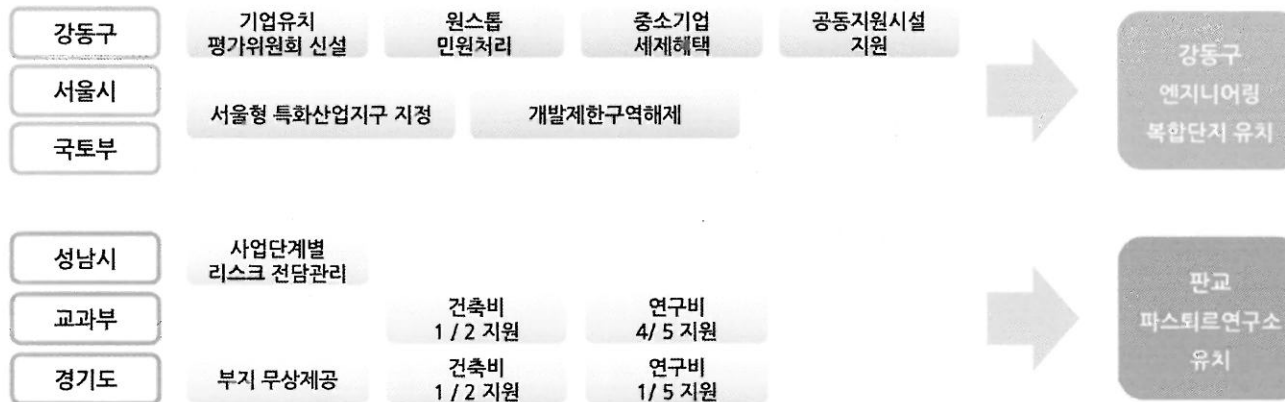 강동구
기업유치
평가위원회 신설
원스톱
민원처리
중소기업
세제혜택
공동지원시설
지원
서울시
국토부
서울형 특화산업지구 지정
개발제한구역해제
강동구
엔지니어링
복합단지 유치
성남시
사업단계별
리스크 전담관리
교과부
건축비
1 / 2 지원
연구비
4/ 5 지원
경기도
부지 무상제공
건축비
1 / 2 지원
연구비
1/ 5 지원
판교
파스퇴르연구소
유치